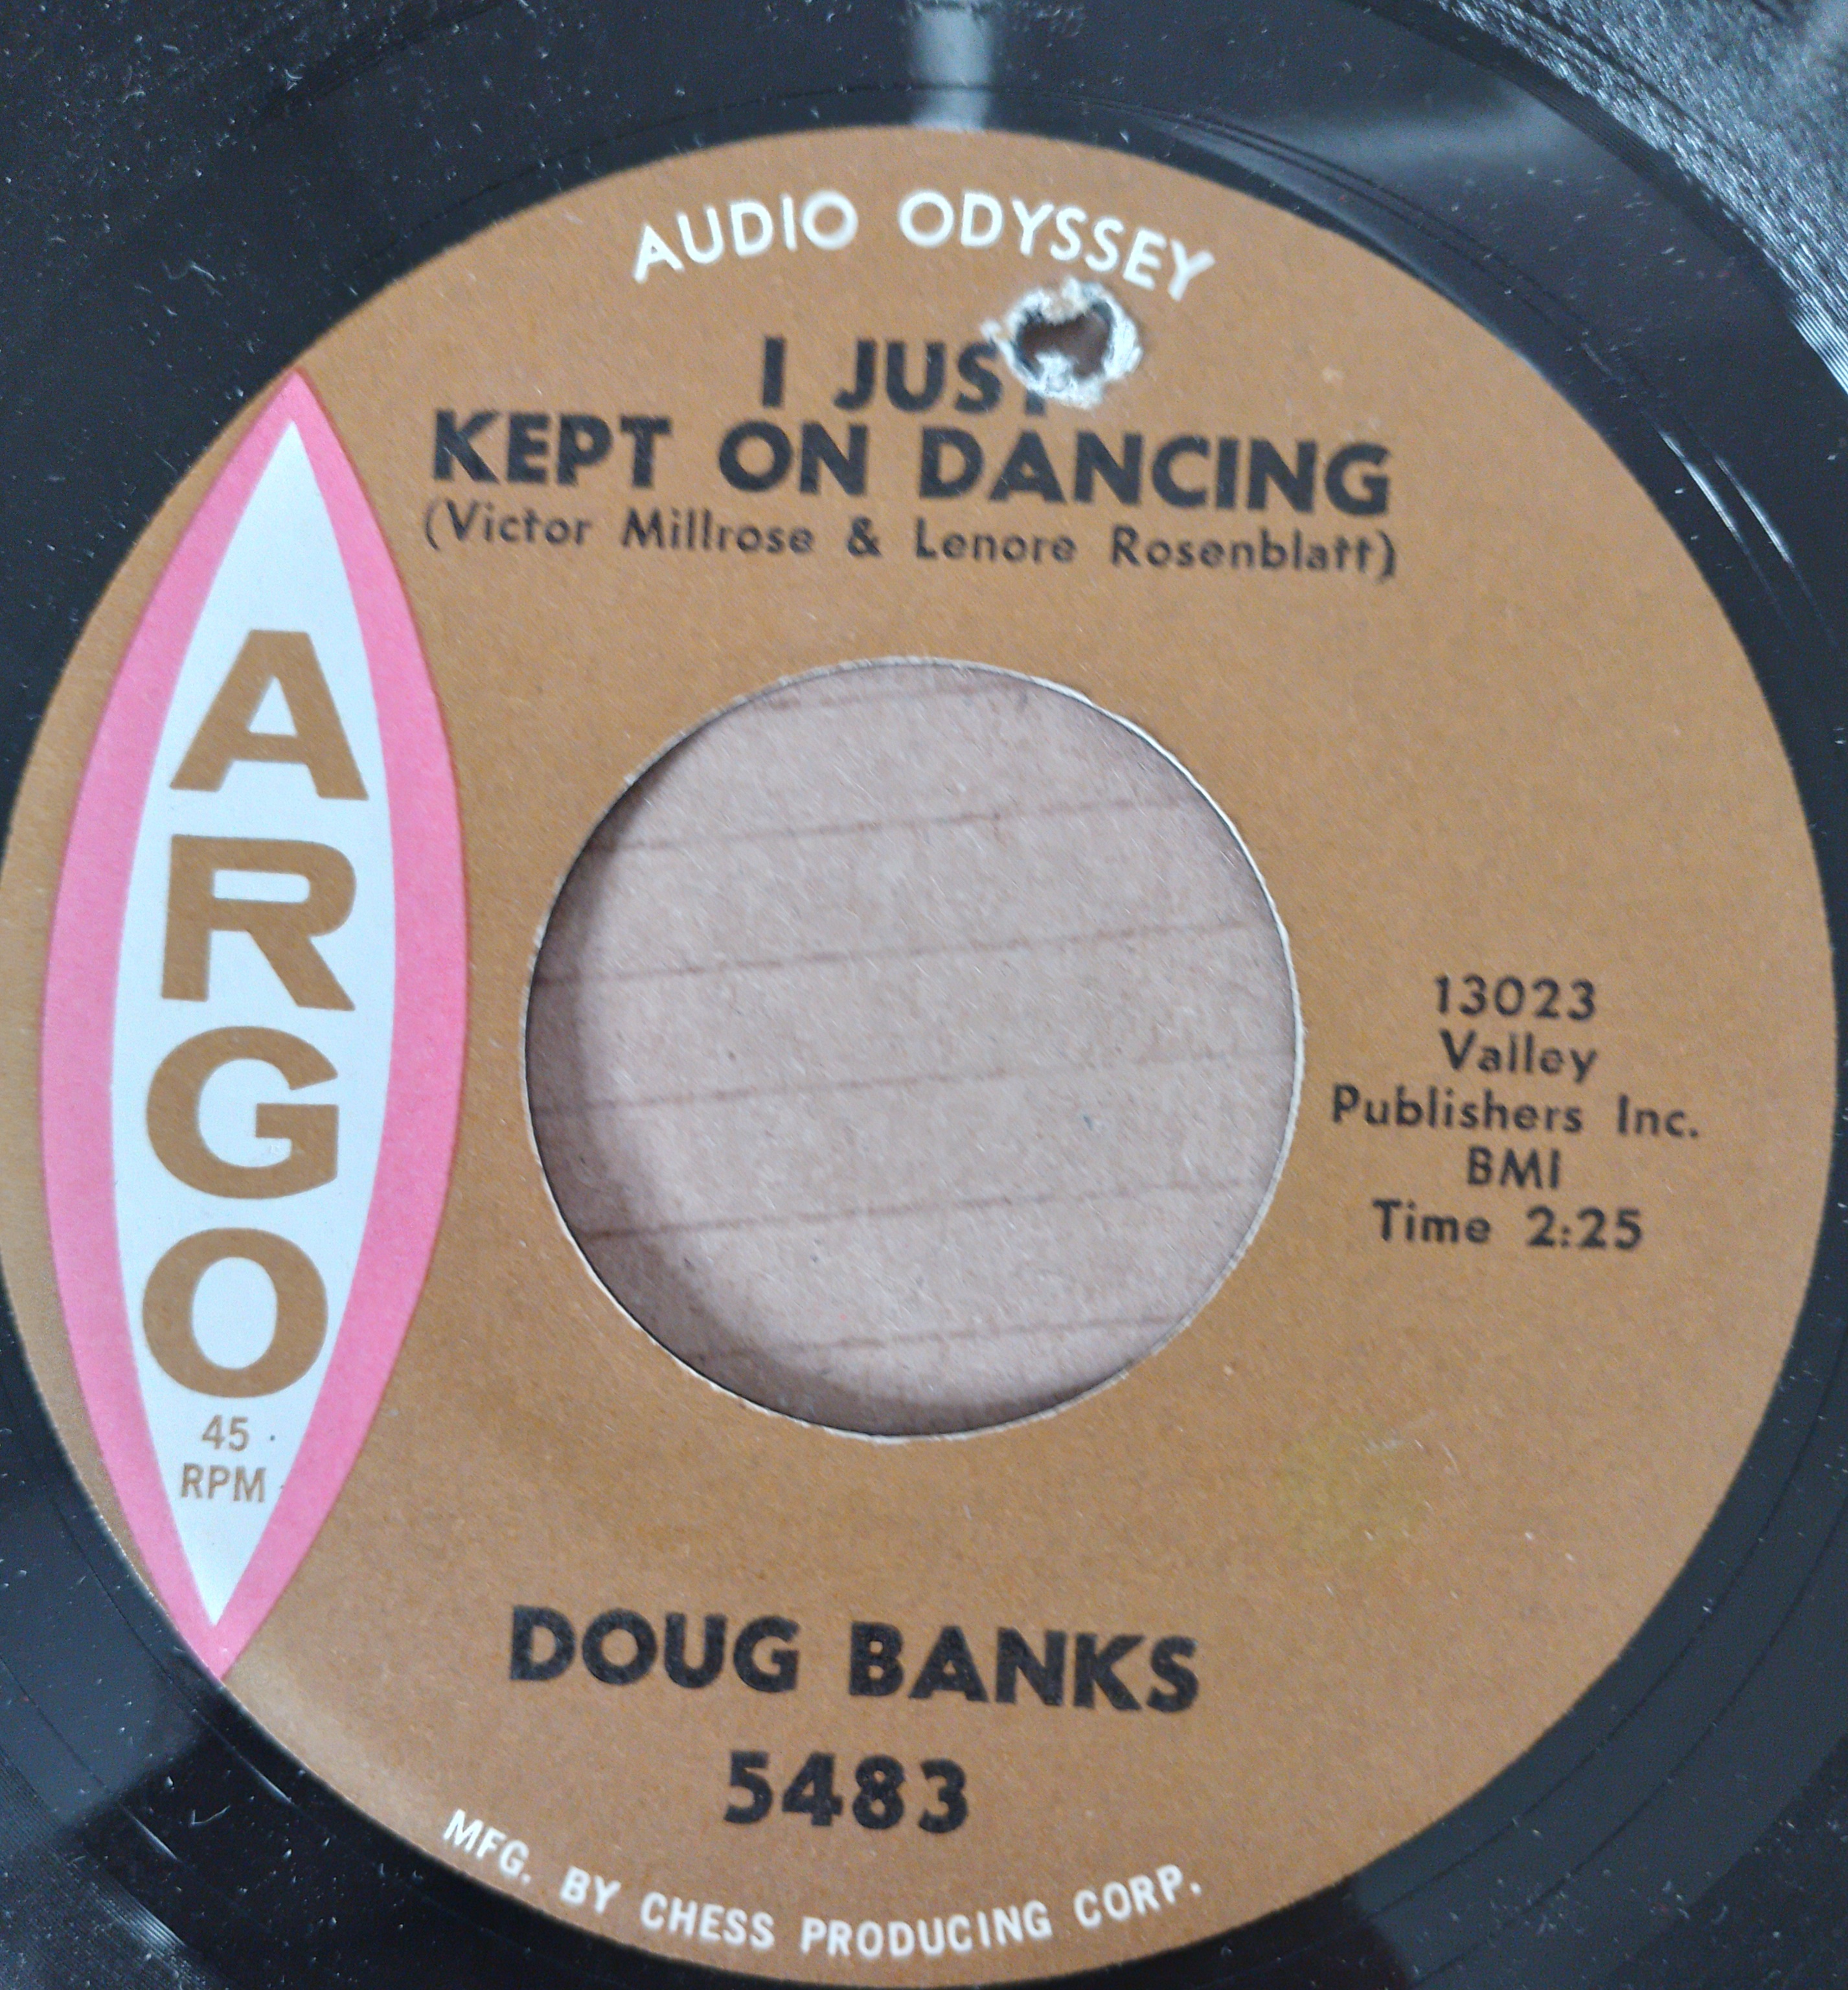 AUDIO ODYSSEY
I JUST
KEPT ON DANCING
(Victor Millrose & Lenore Rosenblatt)
ARGO
45
RPM
13023
Valley
Publishers Inc.
BMI
Time 2:25
DOUG BANKS
5483
MFG. BY CHESS PRODUCING CORP.